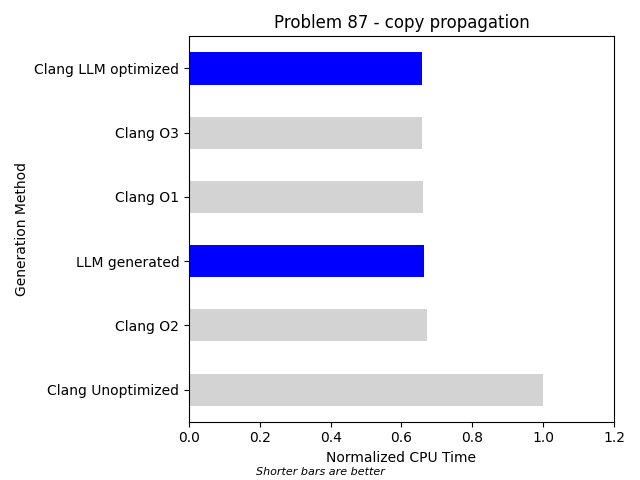 Problem 87 - copy propagation
Clang LLM optimized
Clang O3
Clang O1
LLM generated
Clang O2
Clang Unoptimized
Generation Method
0.0 0.2 0.4 0.6 0.8 1.0 1.2
Normalized CPU Time
Shorter bars are better